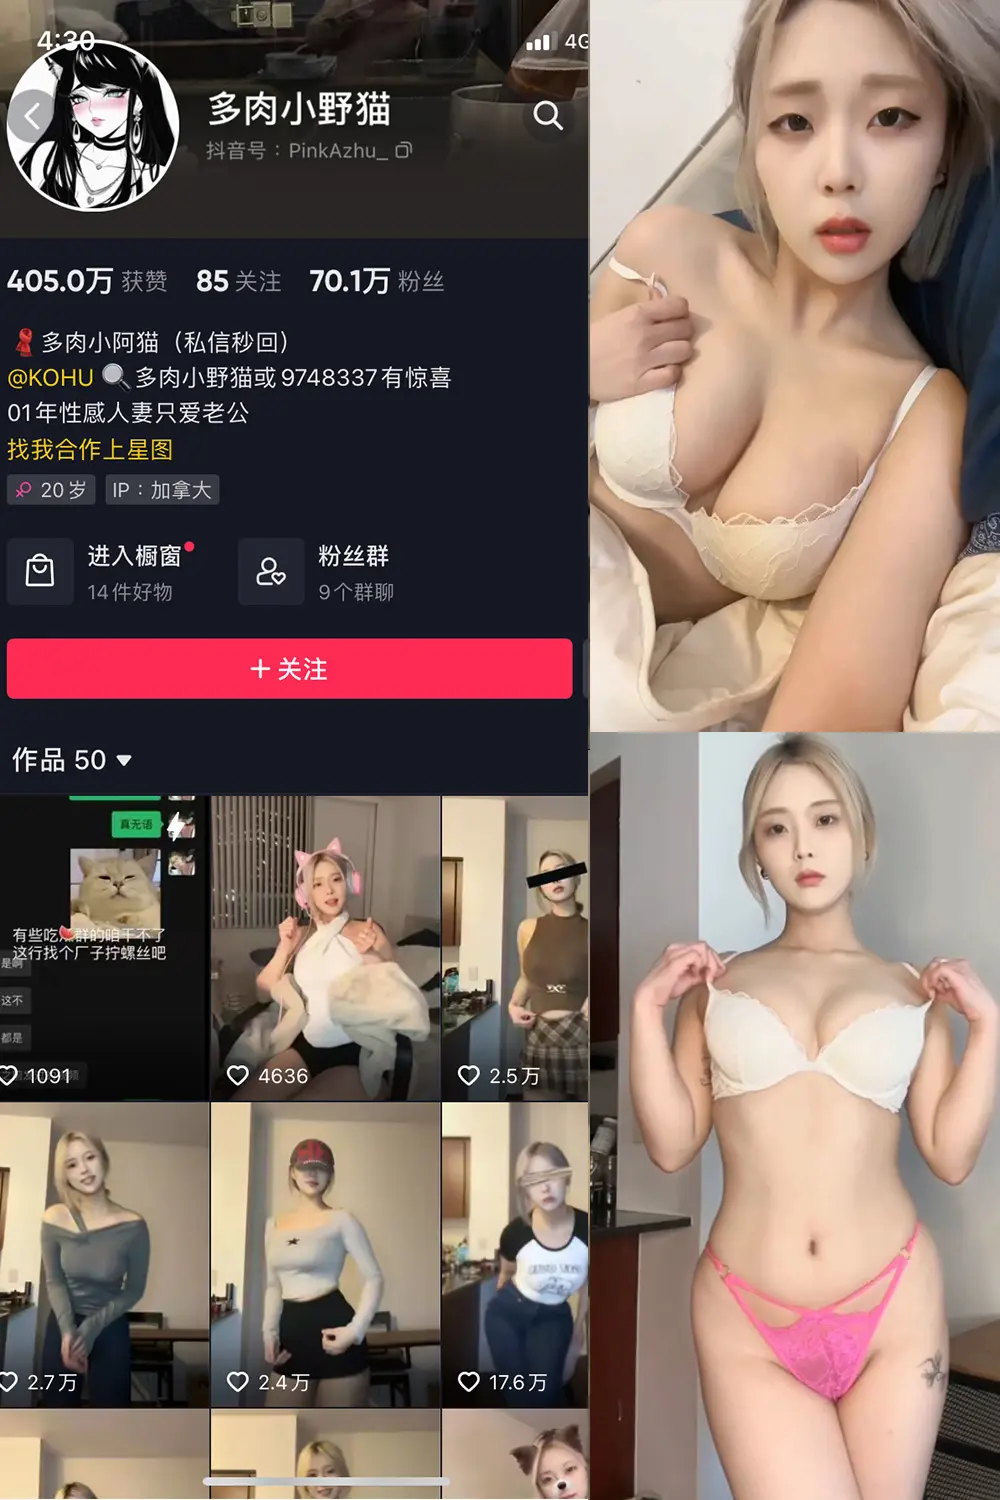 4:30
4G
多肉小野猫
抖音号：PinkAzhu_
405.0万 获赞 85 关注 70.1万 粉丝
多肉小阿猫（私信秒回）
@KOHU 多肉小野猫或9748337有惊喜
01年性感人妻只爱老公
找我合作上星图
20岁 IP：加拿大
进入橱窗 粉丝群
14件好物 9个群聊
+ 关注
作品 50
真无语
有些吃 群的咱干不了
这行找个厂子拧螺丝吧
是啊
这不
都是
1091 4636 2.5万
2.7万 2.4万 17.6万